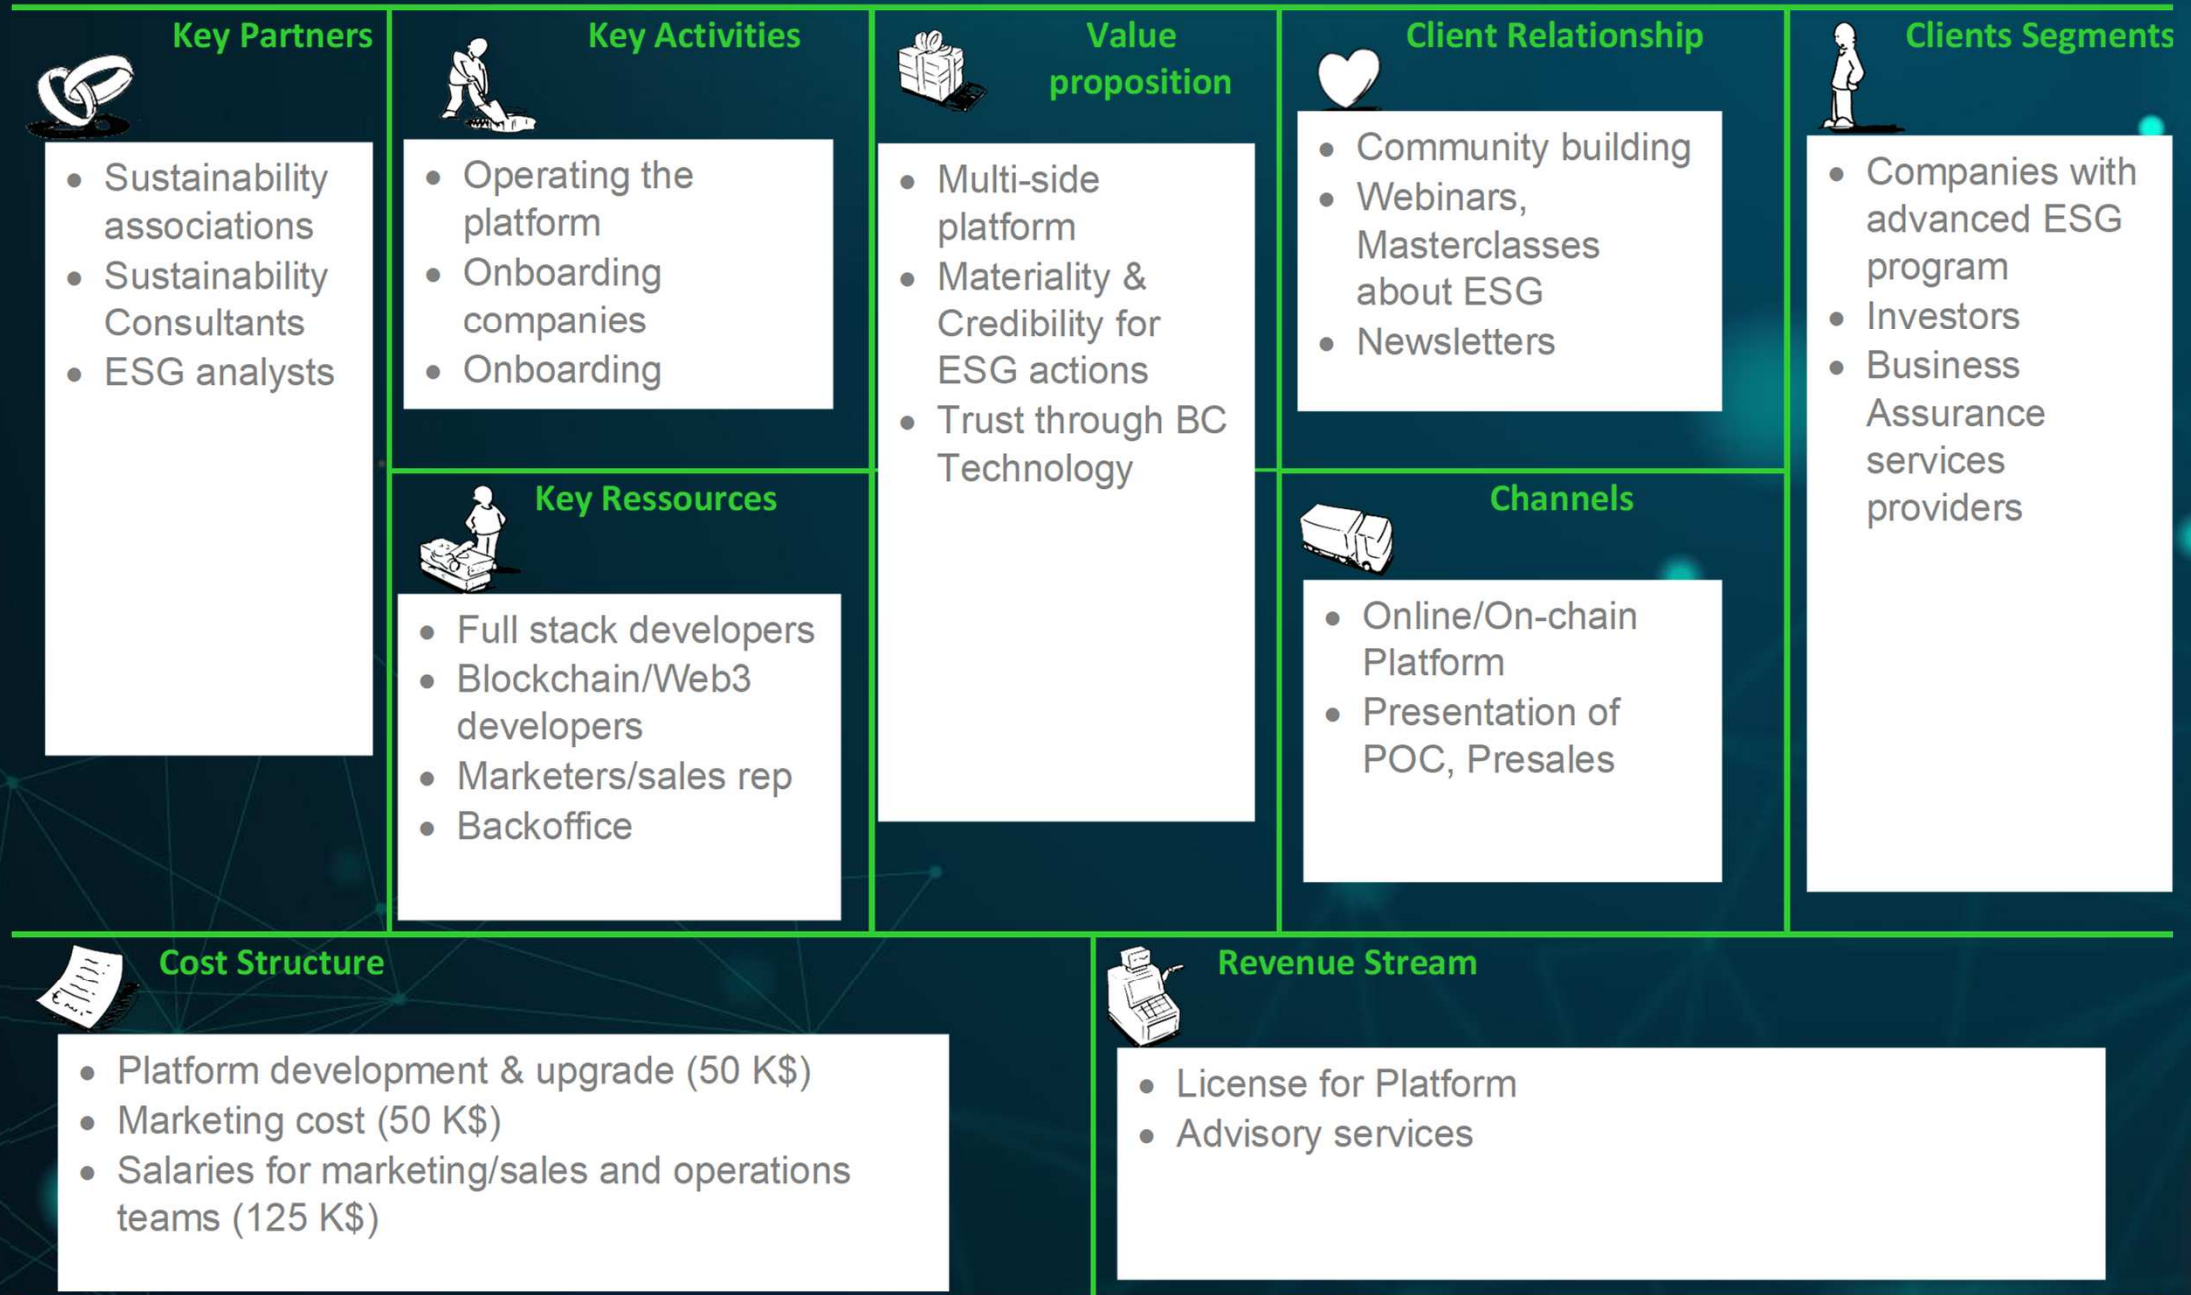 Key Partners
• Sustainability
associations
• Sustainability
Consultants
• ESG analysts
Key Activities
• Operating the
platform
• Onboarding
companies
• Onboarding
Key Ressources
• Full stack developers
• Blockchain/Web3
developers
• Marketers/sales rep
• Backoffice
Value
proposition
• Multi-side
platform
• Materiality &
Credibility for
ESG actions
• Trust through BC
Technology
Client Relationship
• Community building
• Webinars,
Masterclasses
about ESG
• Newsletters
Channels
• Online/On-chain
Platform
• Presentation of
POC, Presales
Clients Segments
• Companies with
advanced ESG
program
• Investors
• Business
Assurance
services
providers
Cost Structure
• Platform development & upgrade (50 K$)
• Marketing cost (50 K$)
• Salaries for marketing/sales and operations
teams (125 K$)
Revenue Stream
• License for Platform
• Advisory services